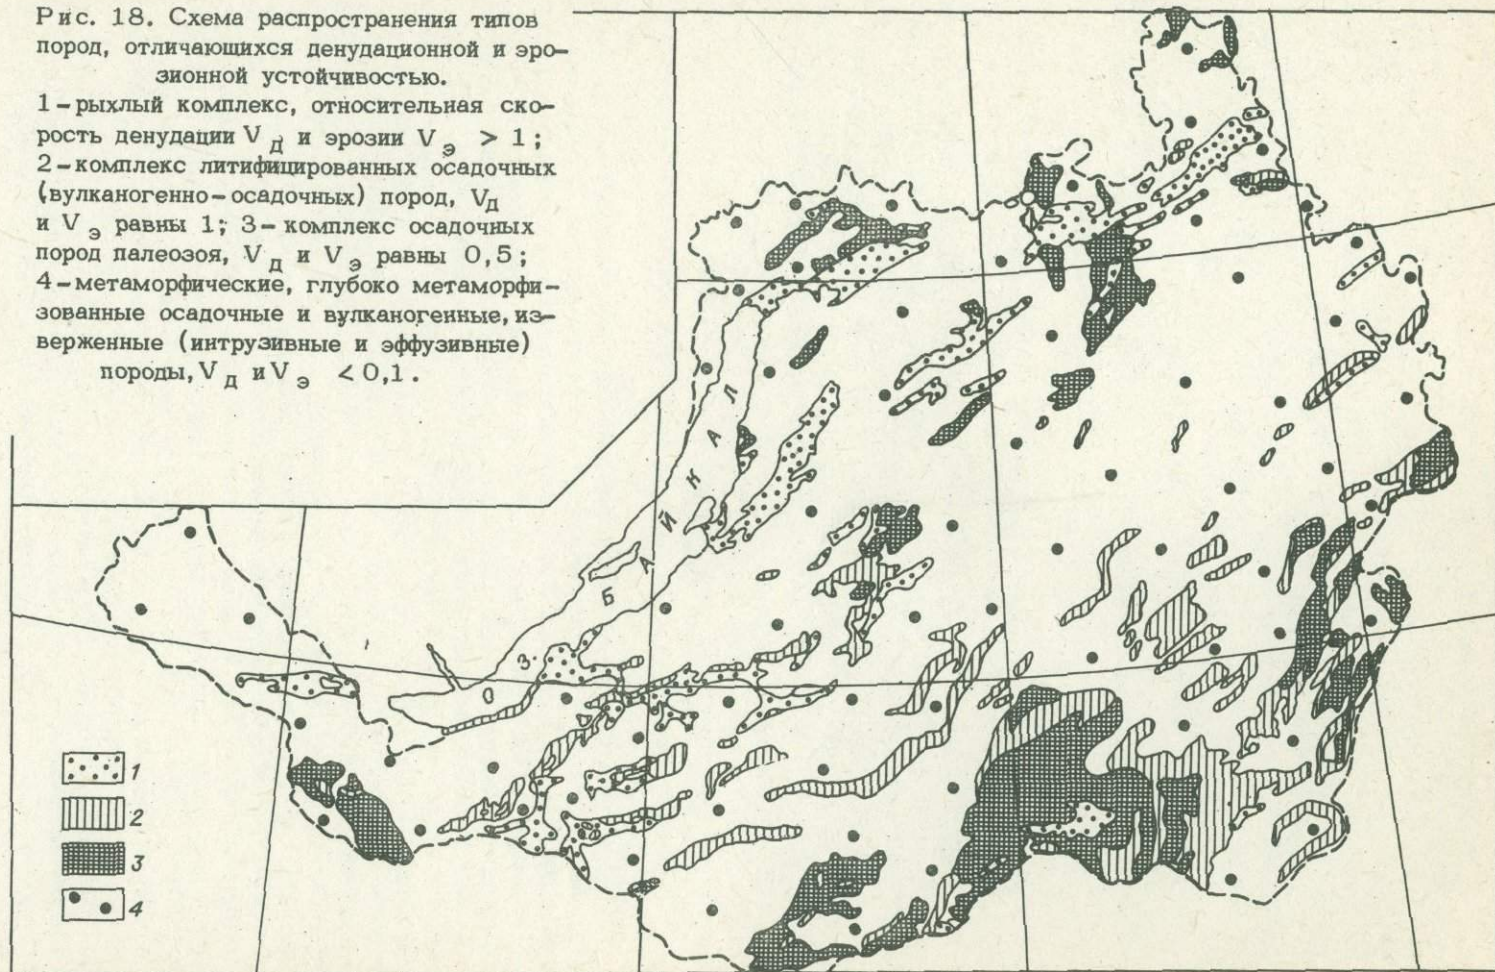 Рис. 18. Схема распространения типов
пород, отличающихся денудационной и эро-
зионной устойчивостью.
1 – рыхлый комплекс, относительная ско-
рость денудации V д и эрозии V э > 1 ;
2 – комплекс литифицированных осадочных
(вулканогенно-осадочных) пород, Vд
и V э равны 1; 3 – комплекс осадочных
пород палеозоя, V д и V э равны 0,5 ;
4 – метаморфические, глубоко метаморфи-
зованные осадочные и вулканогенные, из-
верженные (интрузивные и эффузивные)
породы, V д и V э < 0,1 .
О З. Б А Й К А Л
1
2
3
4